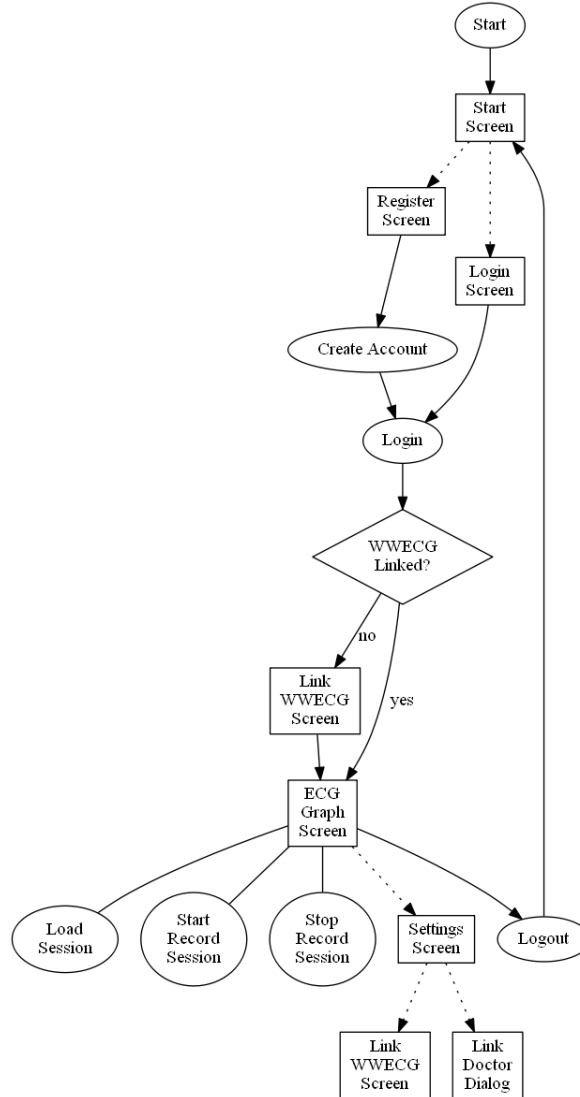 Start
Start
Screen
Register
Screen
Login
Screen
Create Account
Login
WWECG
Linked?
no
yes
Link
WWECG
Screen
ECG
Graph
Screen
Load
Session
Start
Record
Session
Stop
Record
Session
Settings
Screen
Logout
Link
WWECG
Screen
Link
Doctor
Dialog